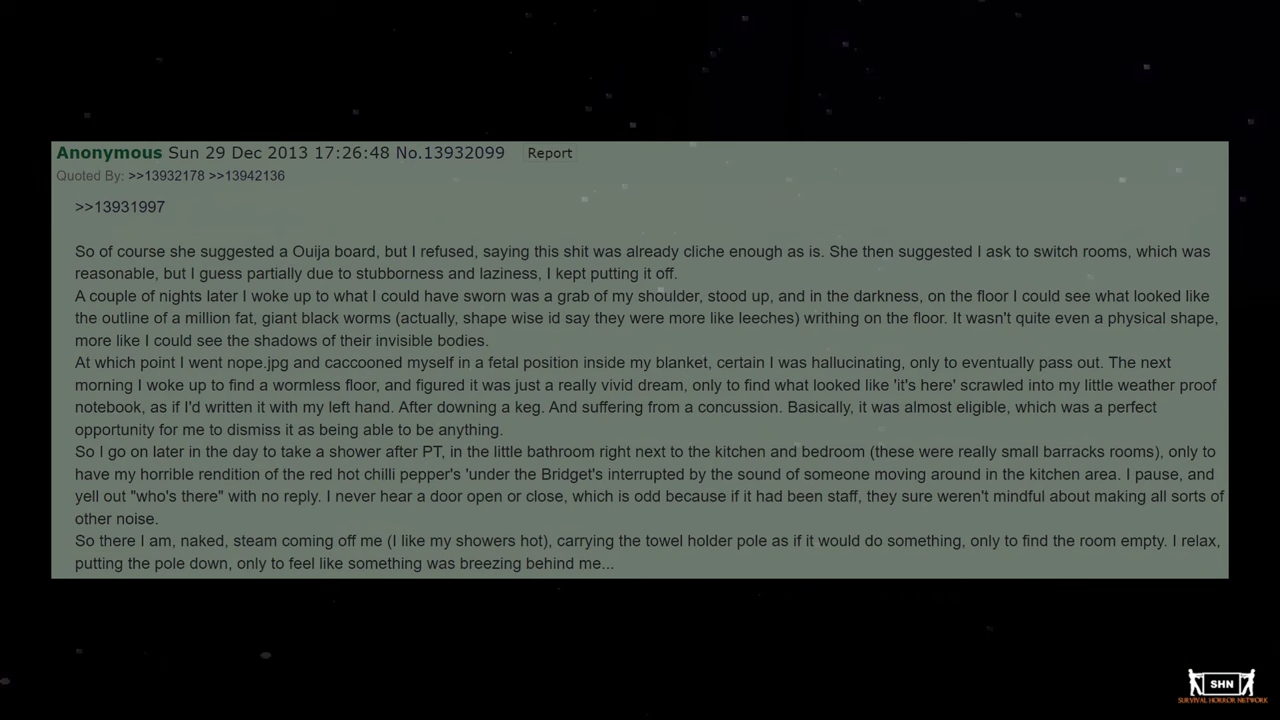 Anonymous Sun 29 Dec 2013 17:26:48 No.13932099 Report
Quoted By: >>13932178 >>13942136
>>13931997
So of course she suggested a Ouija board, but I refused, saying this shit was already cliche enough as is. She then suggested I ask to switch rooms, which was
reasonable, but I guess partially due to stubborness and laziness, I kept putting it off.
A couple of nights later I woke up to what I could have sworn was a grab of my shoulder, stood up, and in the darkness, on the floor I could see what looked like
the outline of a million fat, giant black worms (actually, shape wise id say they were more like leeches) writhing on the floor. It wasn't quite even a physical shape,
more like I could see the shadows of their invisible bodies.
At which point I went nope.jpg and caccooned myself in a fetal position inside my blanket, certain I was hallucinating, only to eventually pass out. The next
morning I woke up to find a wormless floor, and figured it was just a really vivid dream, only to find what looked like 'it's here' scrawled into my little weather proof
notebook, as if I'd written it with my left hand. After downing a keg. And suffering from a concussion. Basically, it was almost eligible, which was a perfect
opportunity for me to dismiss it as being able to be anything.
So I go on later in the day to take a shower after PT, in the little bathroom right next to the kitchen and bedroom (these were really small barracks rooms), only to
have my horrible rendition of the red hot chilli pepper's 'under the Bridget's interrupted by the sound of someone moving around in the kitchen area. I pause, and
yell out "who's there" with no reply. I never hear a door open or close, which is odd because if it had been staff, they sure weren't mindful about making all sorts of
other noise.
So there I am, naked, steam coming off me (I like my showers hot), carrying the towel holder pole as if it would do something, only to find the room empty. I relax,
putting the pole down, only to feel like something was breezing behind me...
SHN
SURVIVAL HORROR NETWORK